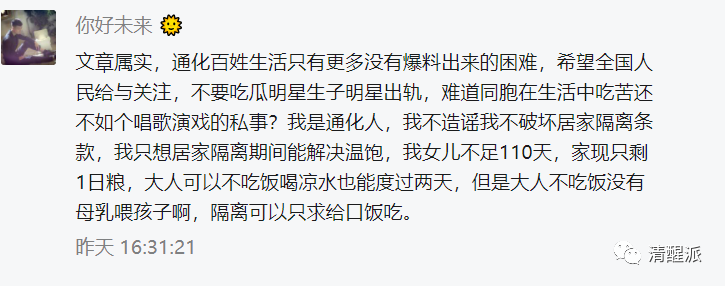 你好未来
文章属实，通化百姓生活只有更多没有爆料出来的困难，希望全国人
民给与关注，不要吃瓜明星生子明星出轨，难道同胞在生活中吃苦还
不如个唱歌演戏的私事？我是通化人，我不造谣我不破坏居家隔离条
款，我只想居家隔离期间能解决温饱，我女儿不足110天，家现只剩
1日粮，大人可以不吃饭喝凉水也能度过两天，但是大人不吃饭没有
母乳喂孩子啊，隔离可以只求给口饭吃。
昨天 16:31:21
清醒派